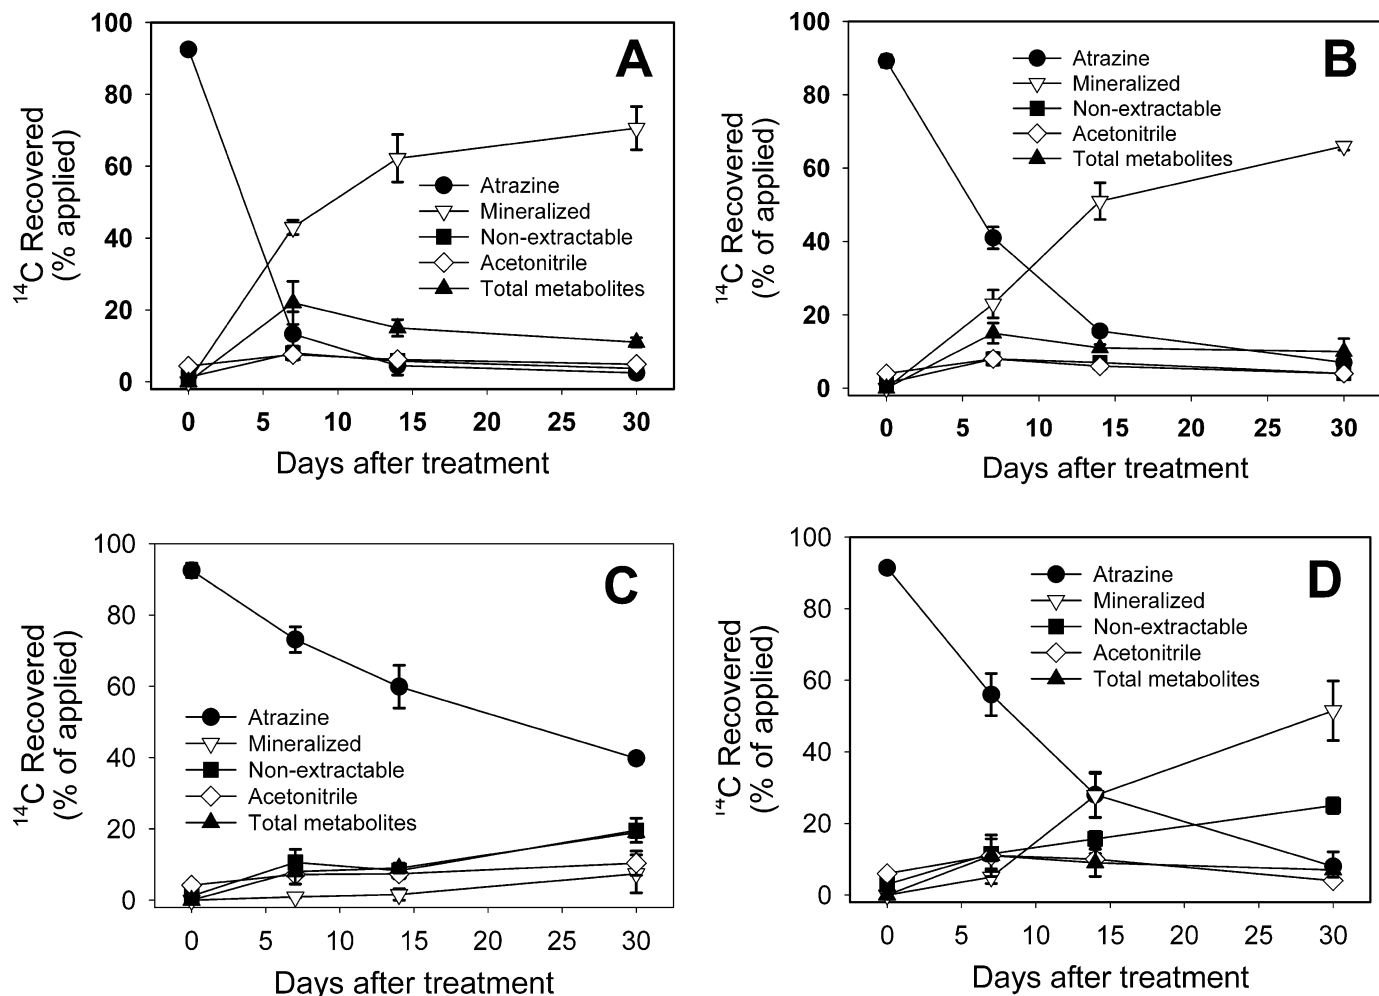 A
100
80
60
40
20
0
¹⁴C Recovered
(% applied)
Atrazine
Mineralized
Non-extractable
Acetonitrile
Total metabolites
0 5 10 15 20 25 30
Days after treatment
B
100
80
60
40
20
0
¹⁴C Recovered
(% of applied)
Atrazine
Mineralized
Non-extractable
Acetonitrile
Total metabolites
0 5 10 15 20 25 30
Days after treatment
C
100
80
60
40
20
0
¹⁴C Recovered
(% of applied)
Atrazine
Mineralized
Non-extractable
Acetonitrile
Total metabolites
0 5 10 15 20 25 30
Days after treatment
D
100
80
60
40
20
0
¹⁴C Recovered
(% of applied)
Atrazine
Mineralized
Non-extractable
Acetonitrile
Total metabolites
0 5 10 15 20 25 30
Days after treatment